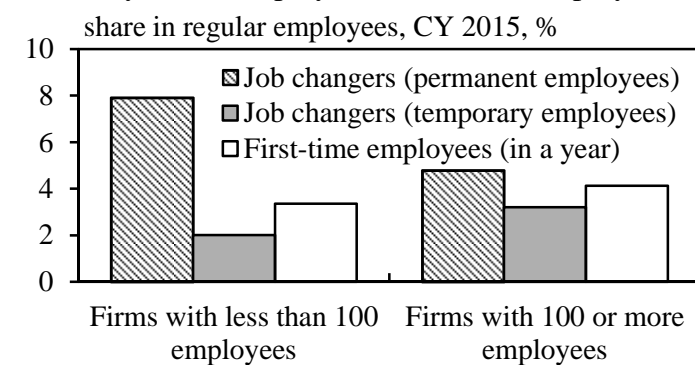 share in regular employees, CY 2015, %
10
Job changers (permanent employees)
8
Job changers (temporary employees)
6
First-time employees (in a year)
4
2
0
Firms with less than 100
employees
Firms with 100 or more
employees